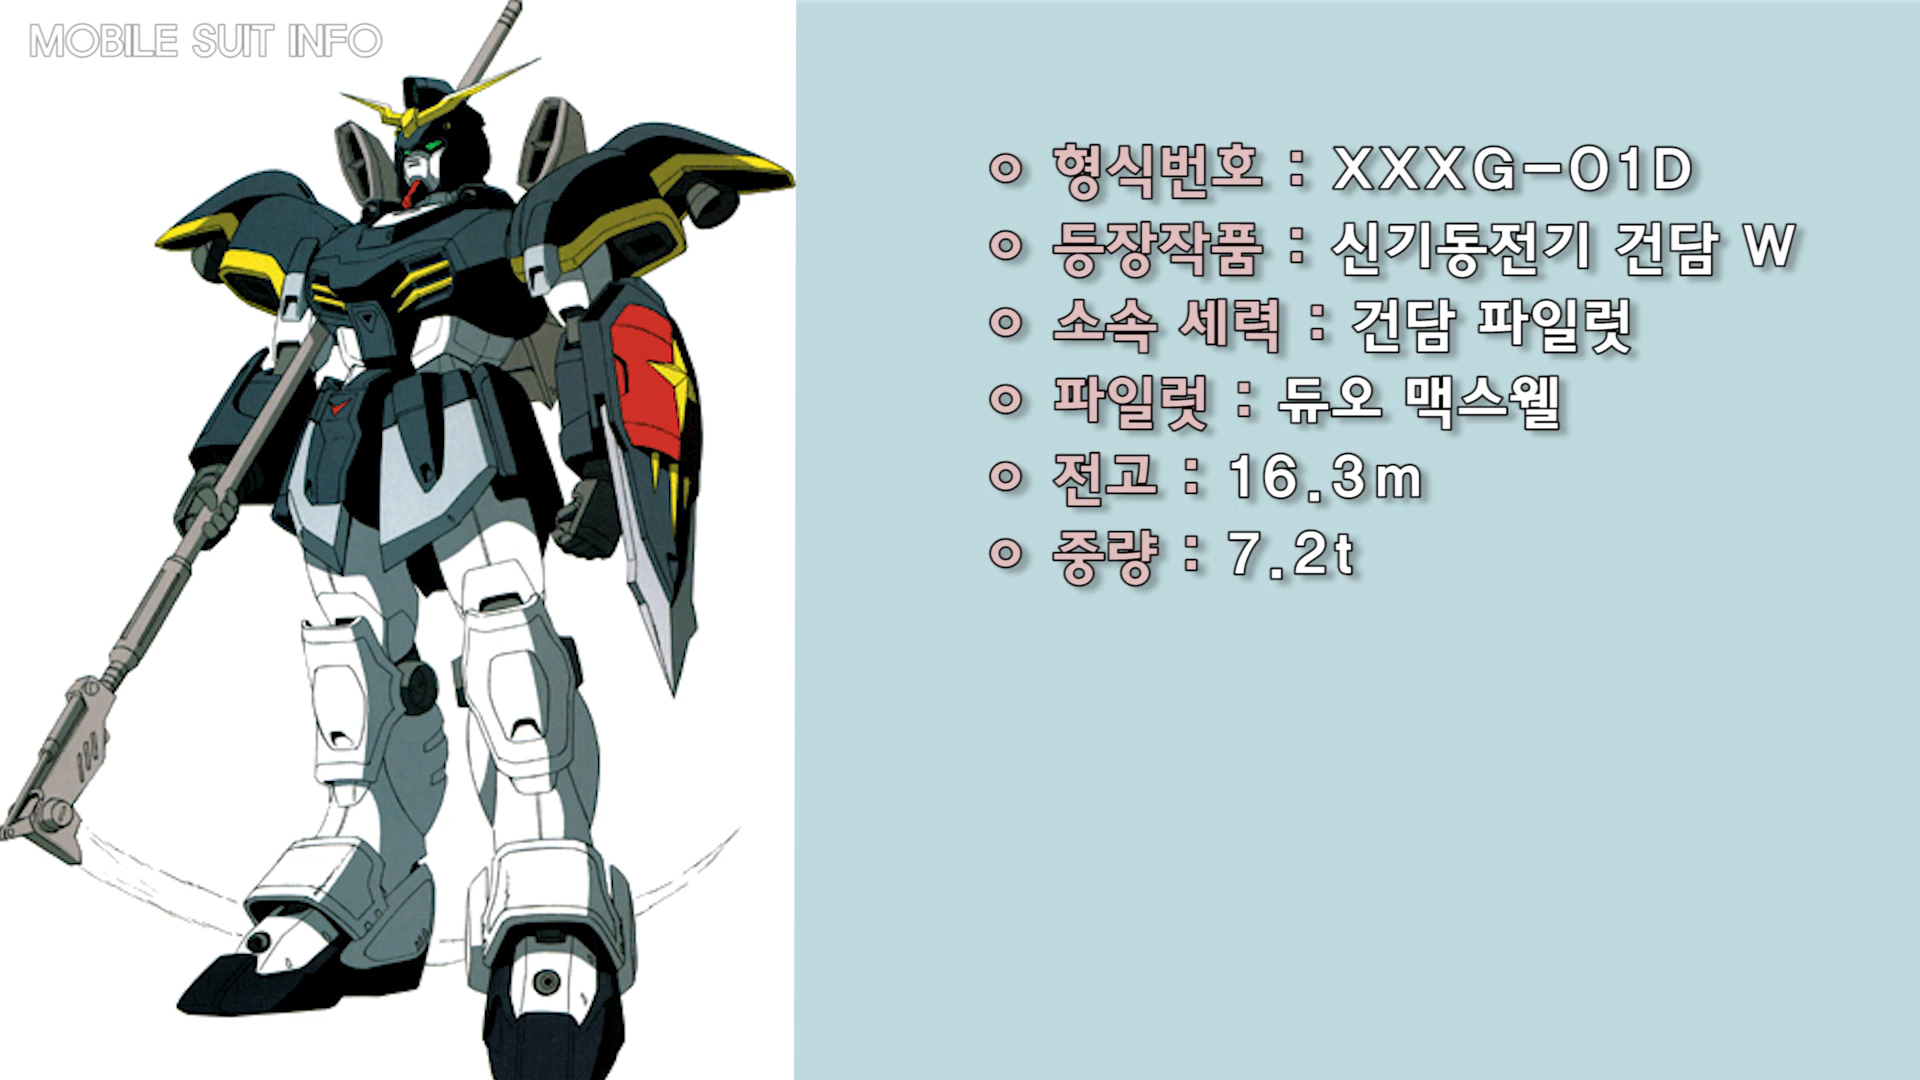 MOBILE SUIT INFO
ㅇ 형식번호 : XXXG-01D
ㅇ 등장작품 : 신기동전기 건담 W
ㅇ 소속 세력 : 건담 파일럿
ㅇ 파일럿 : 듀오 맥스웰
ㅇ 전고 : 16.3m
ㅇ 중량 : 7.2t